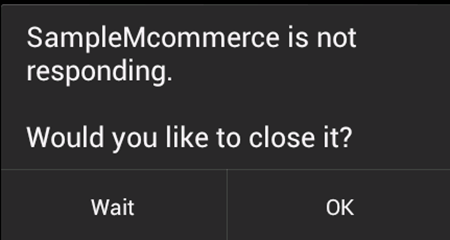 SampleMcommerce is not
responding.
Would you like to close it?
Wait
OK